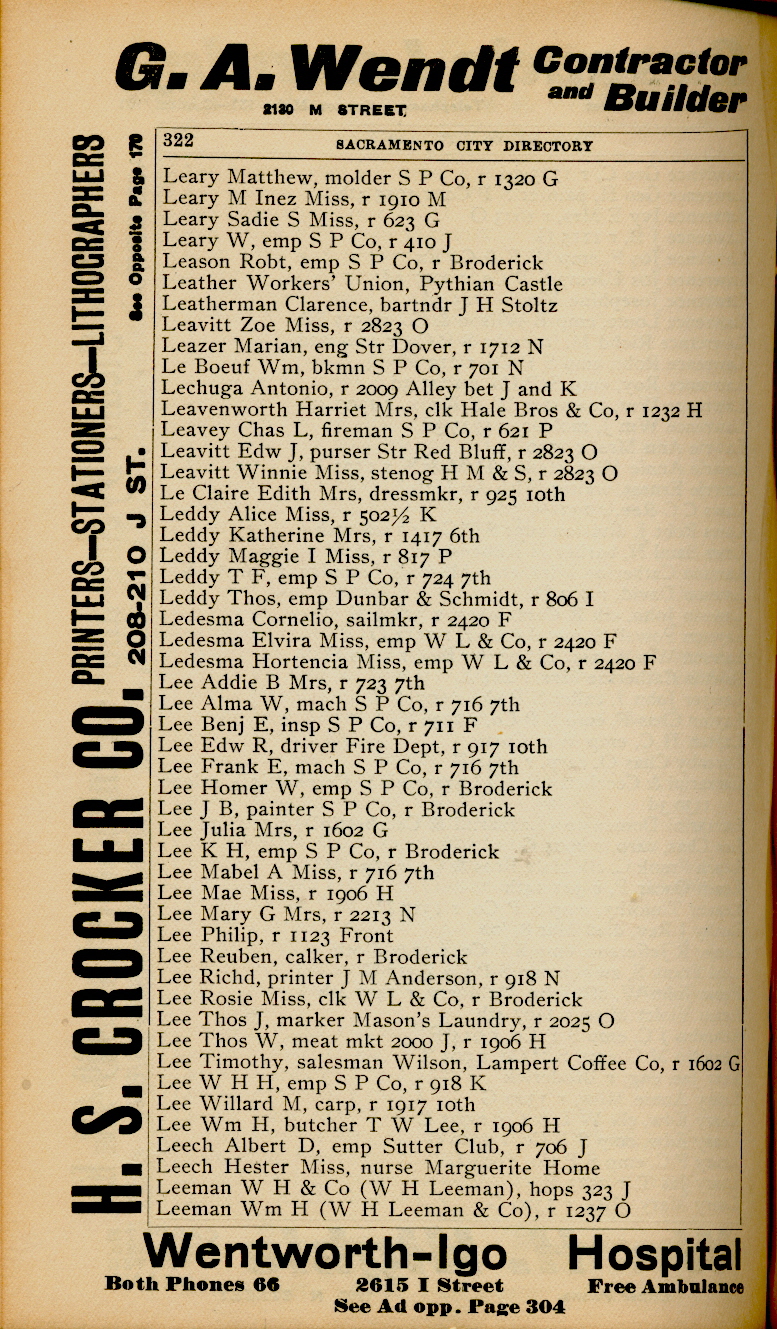 G. A. Wendt Contractor and Builder
2130 M STREET.
322 SACRAMENTO CITY DIRECTORY
Leary Matthew, molder S P Co, r 1320 G
Leary M Inez Miss, r 1910 M
Leary Sadie S Miss, r 623 G
Leary W, emp S P Co, r 410 J
Leason Robt, emp S P Co, r Broderick
Leather Workers' Union, Pythian Castle
Leatherman Clarence, bartndr J H Stoltz
Leavitt Zoe Miss, r 2823 O
Leazer Marian, eng Str Dover, r 1712 N
Le Boeuf Wm, bkmn S P Co, r 701 N
Lechuga Antonio, r 2009 Alley bet J and K
Leavenworth Harriet Mrs, clk Hale Bros & Co, r 1232 H
Leavey Chas L, fireman S P Co, r 621 P
Leavitt Edw J, purser Str Red Bluff, r 2823 O
Leavitt Winnie Miss, stenog H M & S, r 2823 O
Le Claire Edith Mrs, dressmkr, r 925 10th
Leddy Alice Miss, r 502½ K
Leddy Katherine Mrs, r 1417 6th
Leddy Maggie I Miss, r 817 P
Leddy T F, emp S P Co, r 724 7th
Leddy Thos, emp Dunbar & Schmidt, r 806 I
Ledesma Cornelio, sailmkr, r 2420 F
Ledesma Elvira Miss, emp W L & Co, r 2420 F
Ledesma Hortencia Miss, emp W L & Co, r 2420 F
Lee Addie B Mrs, r 723 7th
Lee Alma W, mach S P Co, r 716 7th
Lee Benj E, insp S P Co, r 711 F
Lee Edw R, driver Fire Dept, r 917 10th
Lee Frank E, mach S P Co, r 716 7th
Lee Homer W, emp S P Co, r Broderick
Lee J B, painter S P Co, r Broderick
Lee Julia Mrs, r 1602 G
Lee K H, emp S P Co, r Broderick
Lee Mabel A Miss, r 716 7th
Lee Mae Miss, r 1906 H
Lee Mary G Mrs, r 2213 N
Lee Philip, r 1123 Front
Lee Reuben, calker, r Broderick
Lee Richd, printer J M Anderson, r 918 N
Lee Rosie Miss, clk W L & Co, r Broderick
Lee Thos J, marker Mason's Laundry, r 2025 O
Lee Thos W, meat mkt 2000 J, r 1906 H
Lee Timothy, salesman Wilson, Lampert Coffee Co, r 1602 G
Lee W H H, emp S P Co, r 918 K
Lee Willard M, carp, r 1917 10th
Lee Wm H, butcher T W Lee, r 1906 H
Leech Albert D, emp Sutter Club, r 706 J
Leech Hester Miss, nurse Marguerite Home
Leeman W H & Co (W H Leeman), hops 323 J
Leeman Wm H (W H Leeman & Co), r 1237 O
H. S. CROCKER CO. PRINTERS—STATIONERS—LITHOGRAPHERS
208-210 J ST. See Opposite Page 170
Wentworth-Igo Hospital
Both Phones 66 2615 I Street Free Ambulance
See Ad opp. Page 304